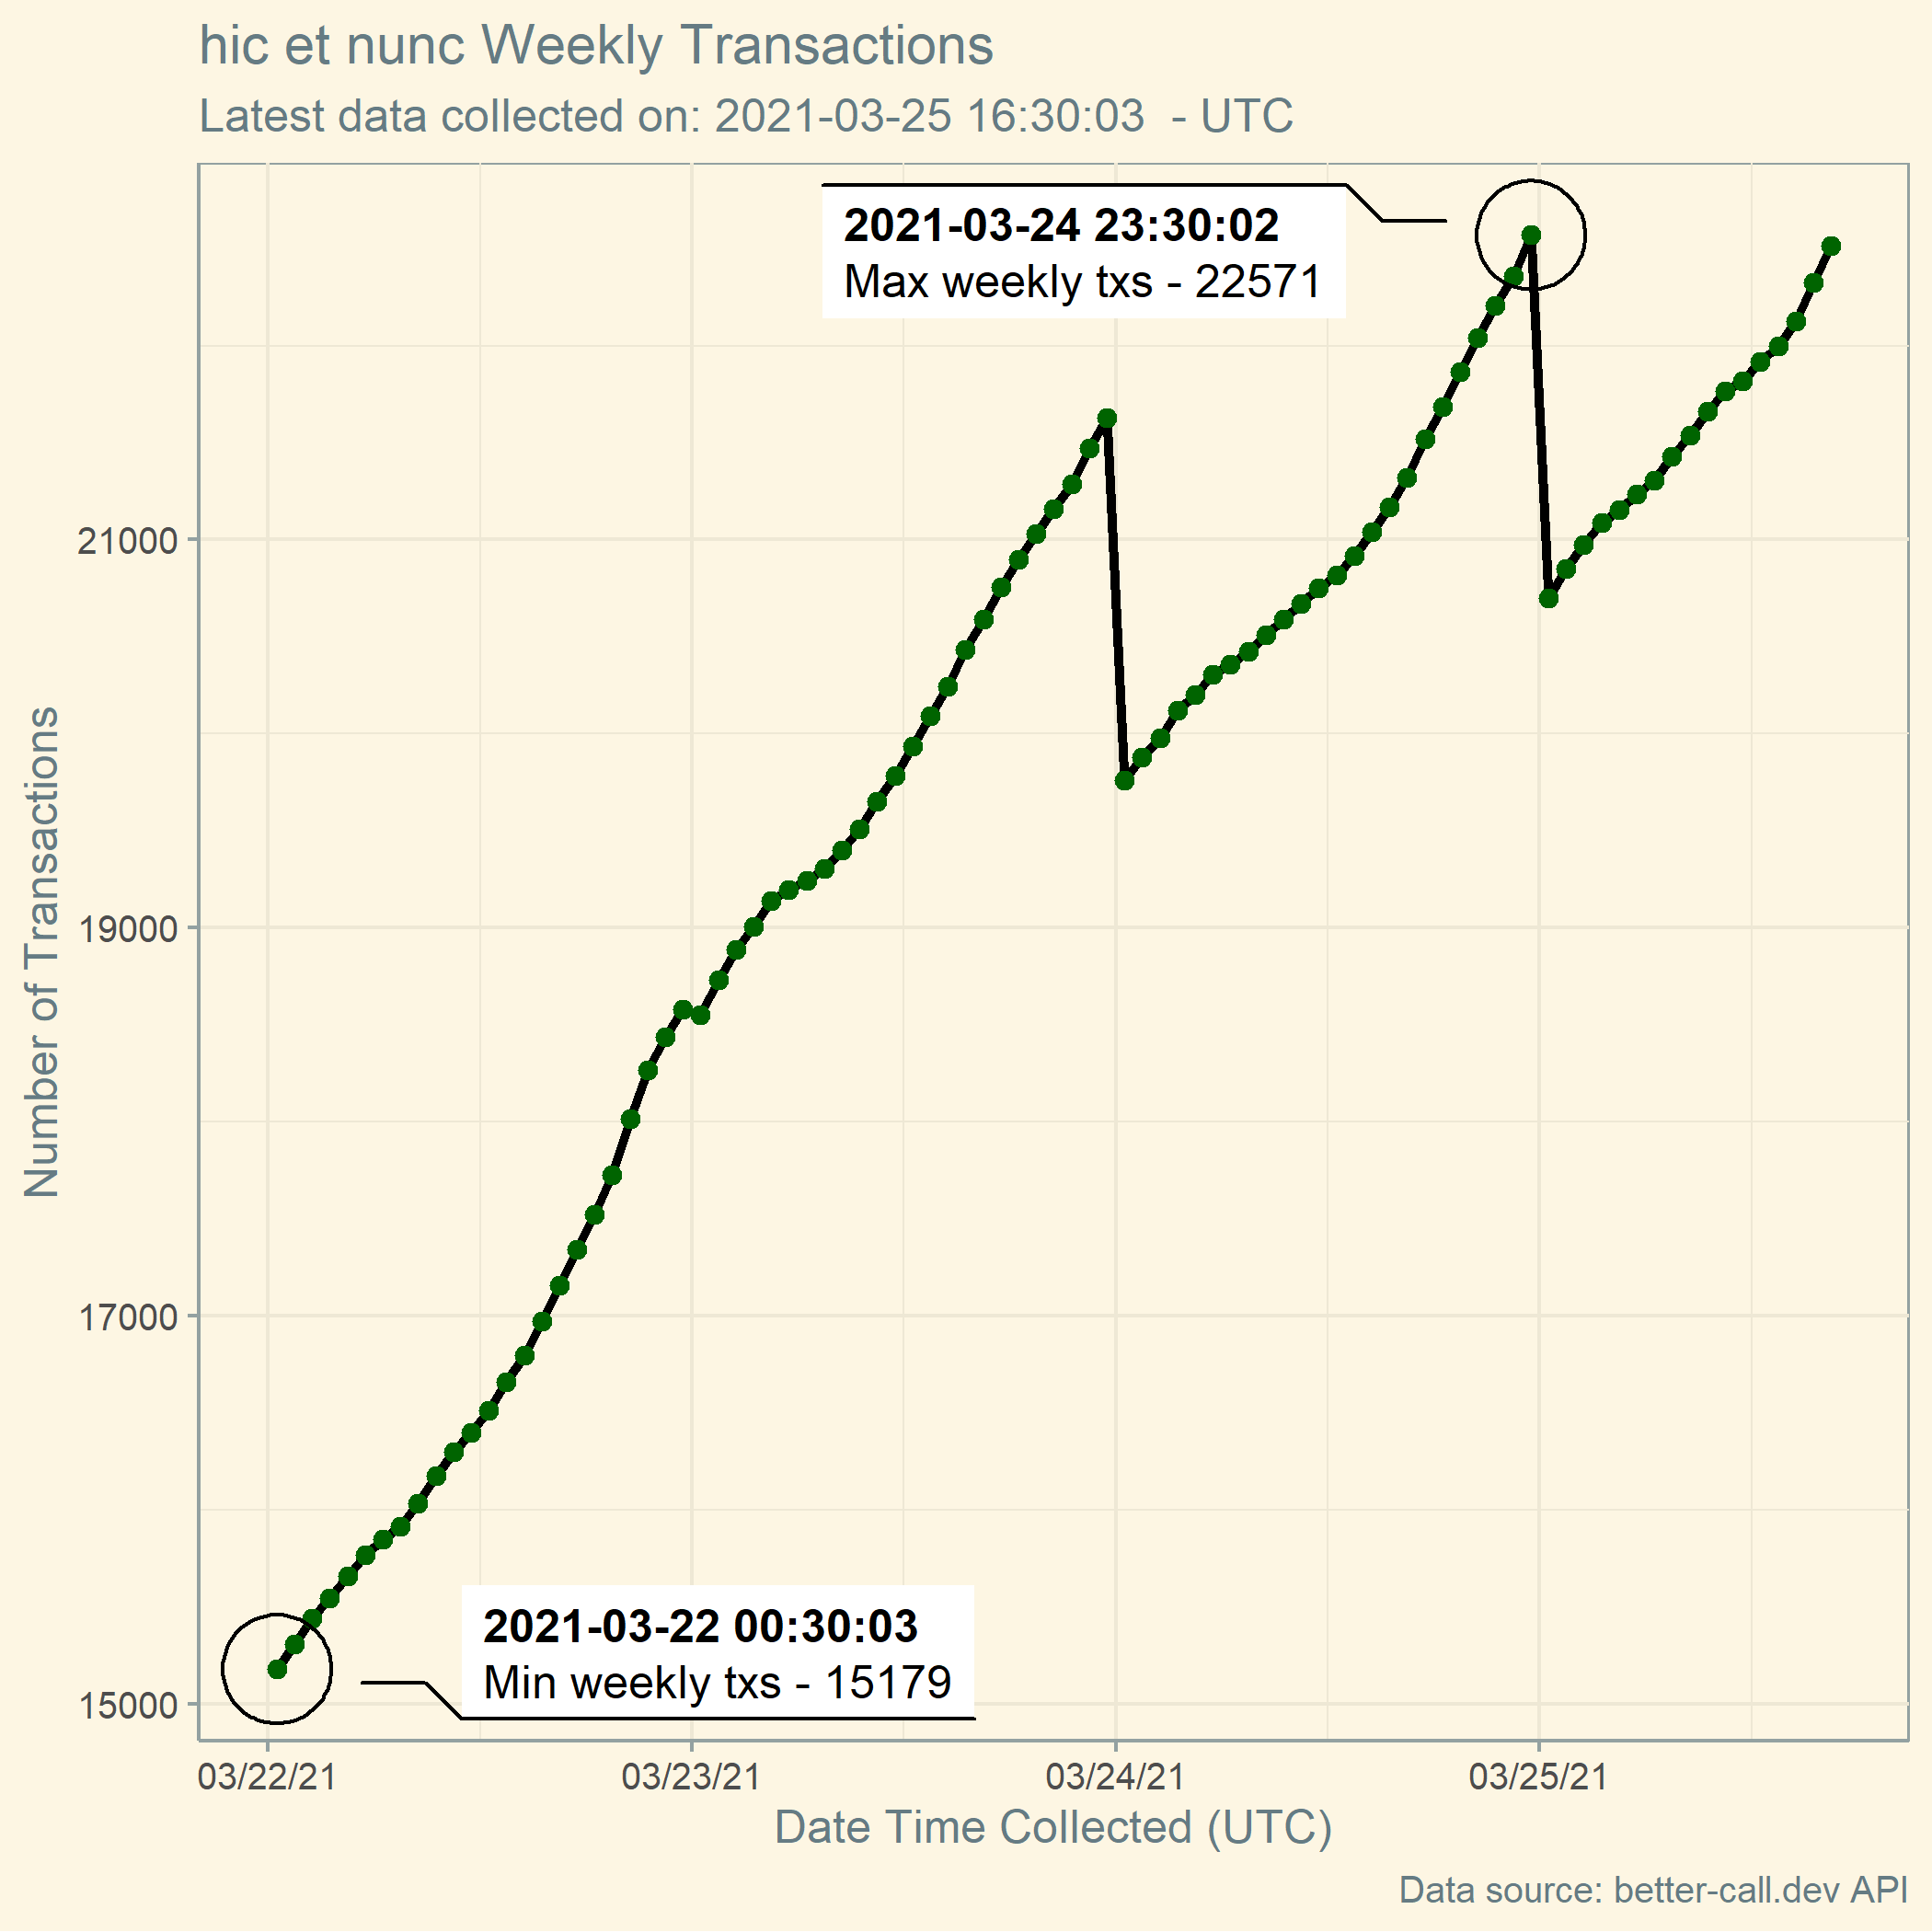 hic et nunc Weekly Transactions
Latest data collected on: 2021-03-25 16:30:03  - UTC
2021-03-24 23:30:02
Max weekly txs - 22571
Number of Transactions
21000
19000
17000
15000
2021-03-22 00:30:03
Min weekly txs - 15179
03/22/21 03/23/21 03/24/21 03/25/21
Date Time Collected (UTC)
Data source: better-call.dev API